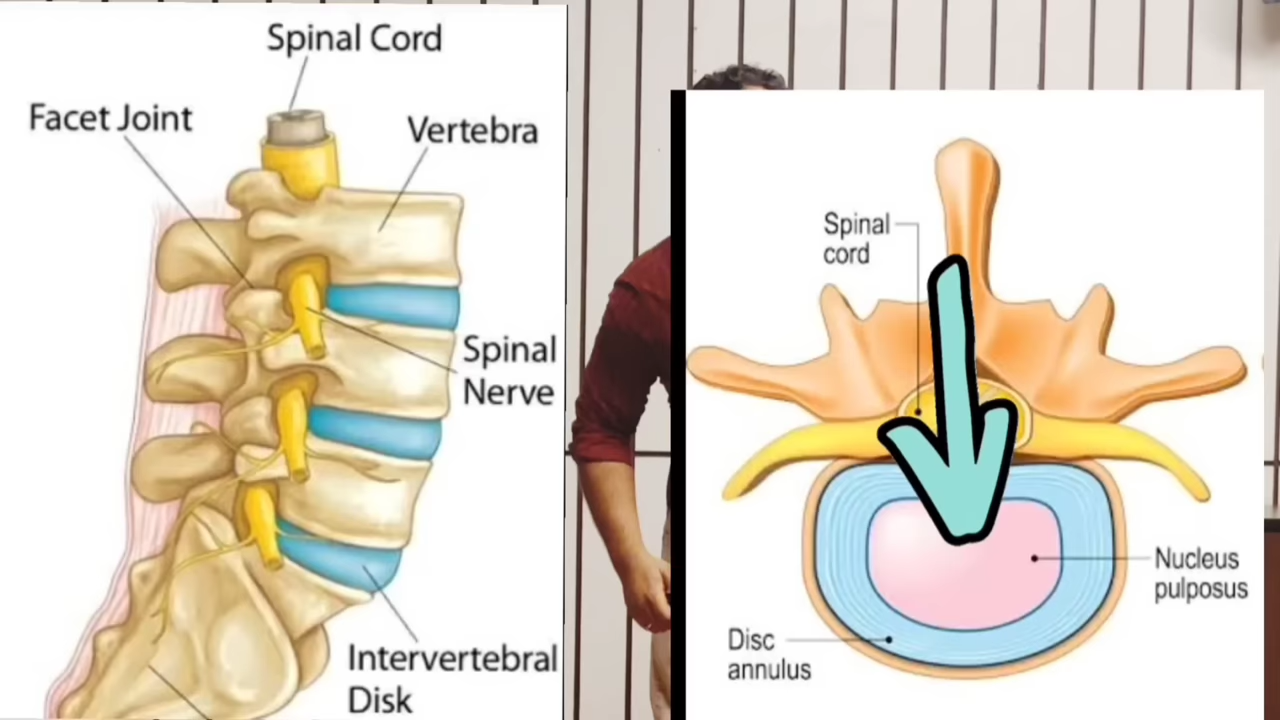 Spinal Cord
Facet Joint
Vertebra
Spinal
Nerve
Intervertebral
Disk
Spinal
cord
Nucleus
pulposus
Disc
annulus